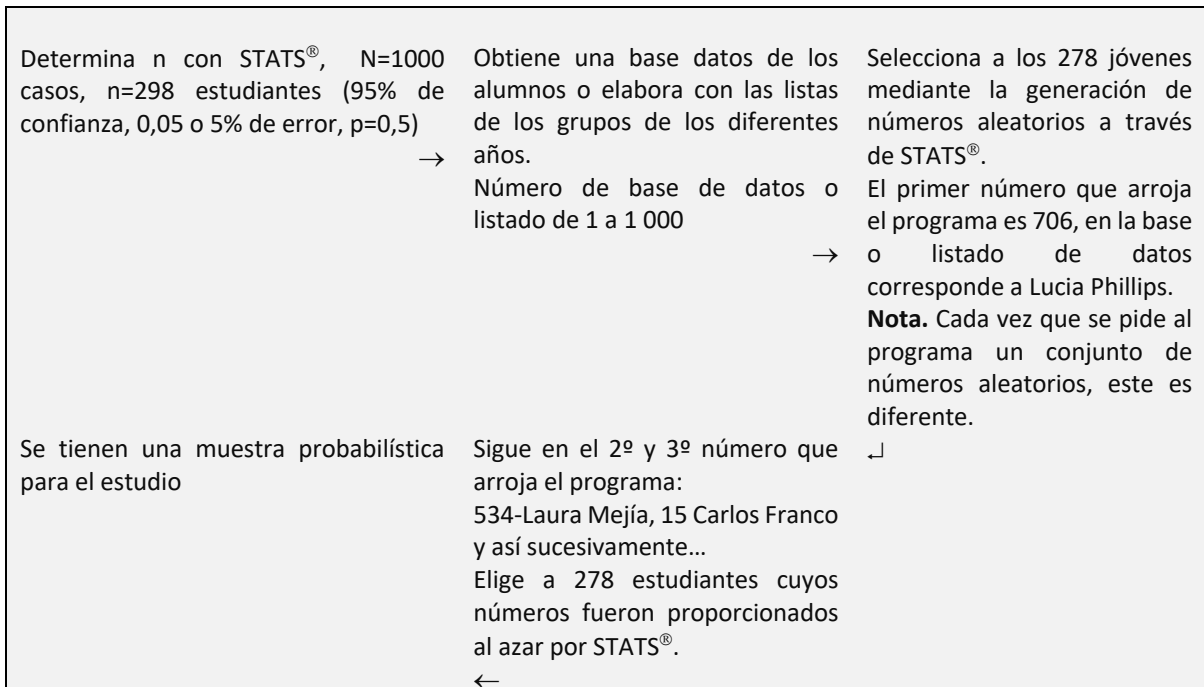 Determina n con STATS®, N=1000
casos, n=298 estudiantes (95% de
confianza, 0,05 o 5% de error, p=0,5)
→
Obtiene una base datos de los
alumnos o elabora con las listas
de los grupos de los diferentes
años.
Número de base de datos o
listado de 1 a 1 000
→
Selecciona a los 278 jóvenes
mediante la generación de
números aleatorios a través
de STATS®.
El primer número que arroja
el programa es 706, en la base
o listado de datos
corresponde a Lucia Phillips.
Nota. Cada vez que se pide al
programa un conjunto de
números aleatorios, este es
diferente.
↵
Sigue en el 2º y 3º número que
arroja el programa:
534-Laura Mejía, 15 Carlos Franco
y así sucesivamente…
Elige a 278 estudiantes cuyos
números fueron proporcionados
al azar por STATS®.
←
Se tienen una muestra probabilística
para el estudio